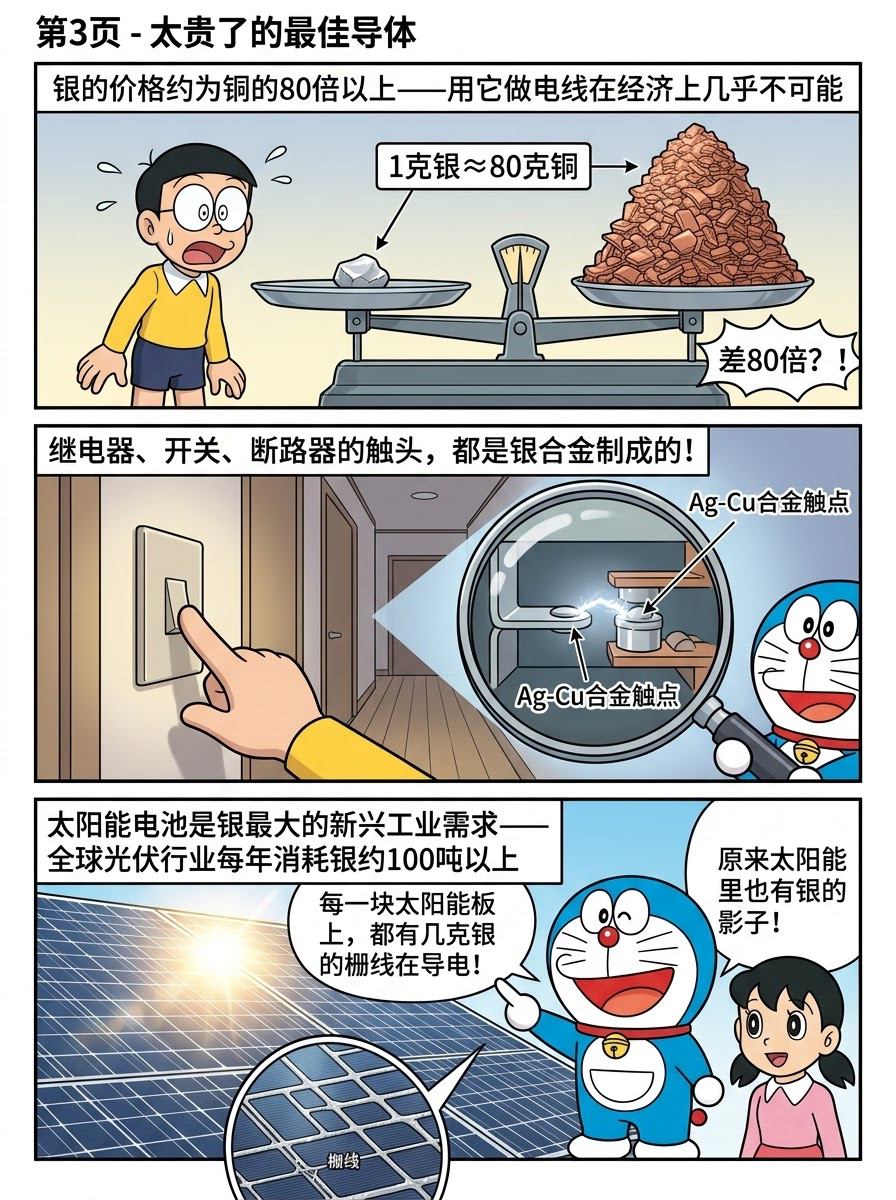 第3页 - 太贵了的最佳导体
银的价格约为铜的80倍以上——用它做电线在经济上几乎不可能
1克银≈80克铜
差80倍?!
继电器、开关、断路器的触头，都是银合金制成的!
Ag-Cu合金触点
Ag-Cu合金触点
太阳能电池是银最大的新兴工业需求——
全球光伏行业每年消耗银约100吨以上
每一块太阳能板
上，都有几克银
的栅线在导电!
原来太阳能
里也有银的
影子!
栅线